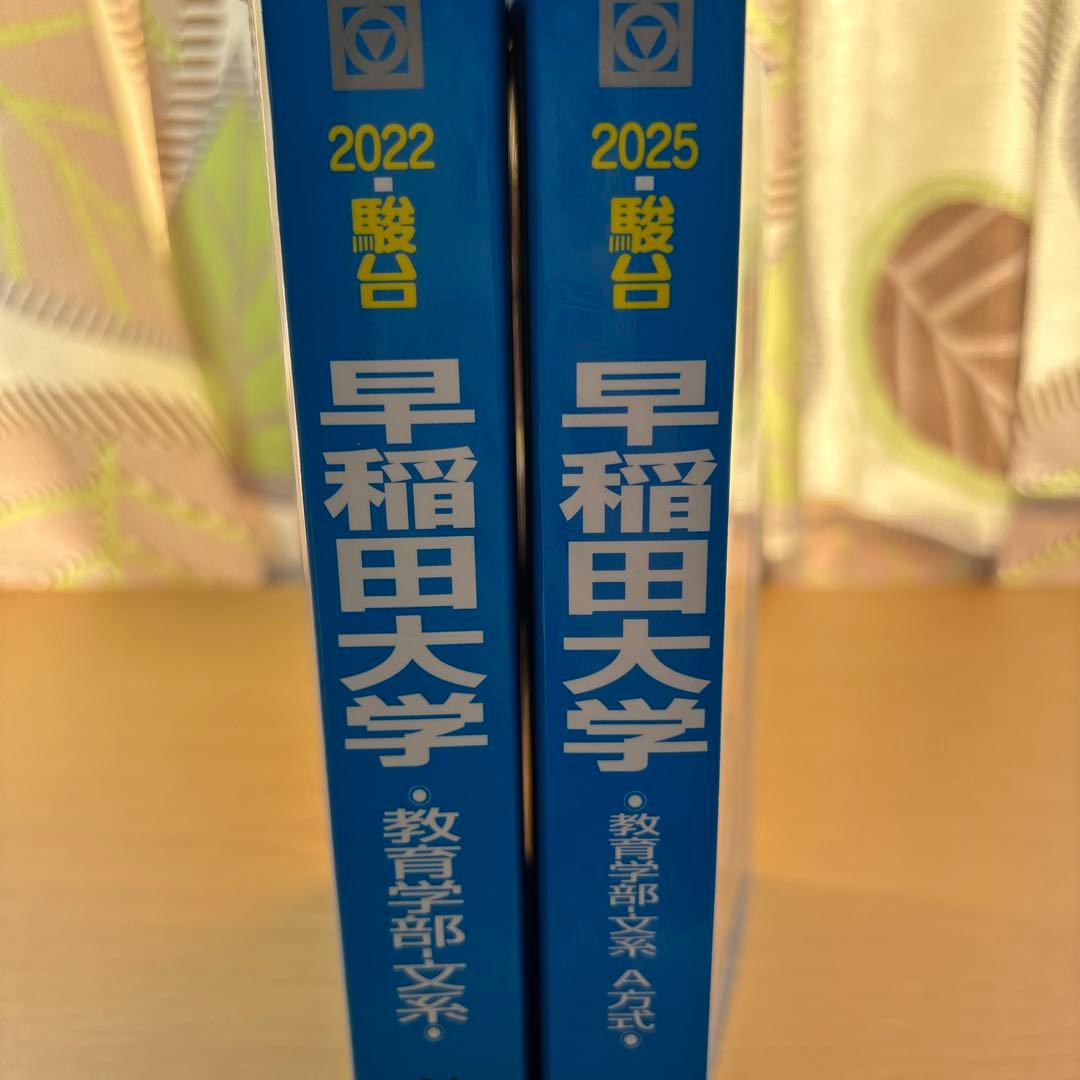 2022・駿台
早稲田大学
・教育学部-文系・
2025・駿台
早稲田大学
・教育学部-文系 A方式・